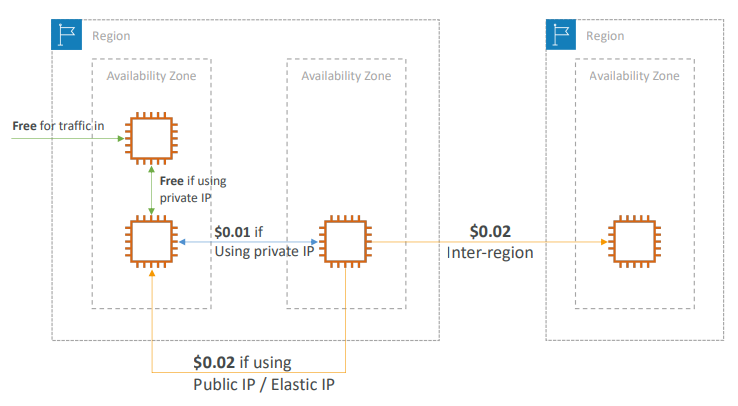 Region
Region
Availability Zone
Availability Zone
Availability Zone
Free for traffic in
Free if using
private IP
$0.01 if
Using private IP
$0.02
Inter-region
$0.02 if using
Public IP / Elastic IP